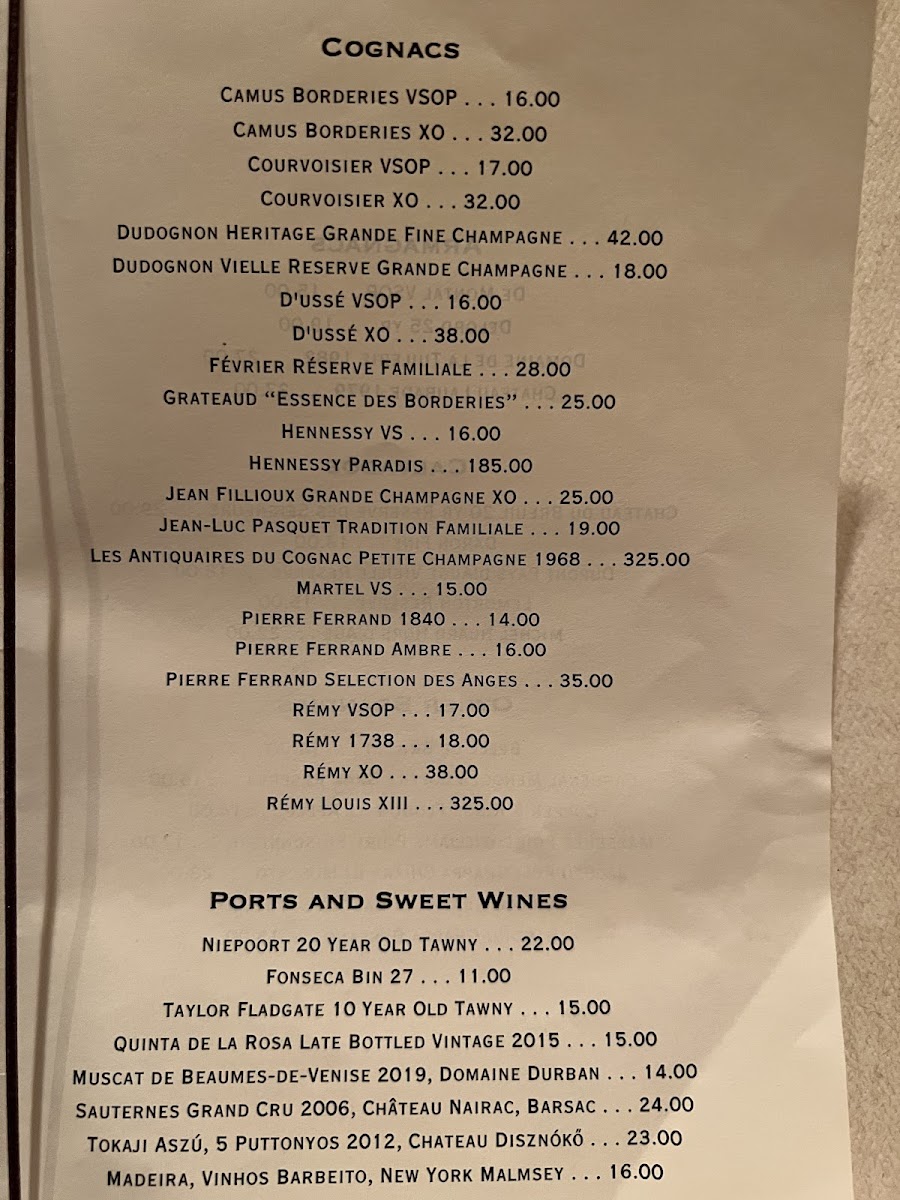 Cognacs
Camus Borderies VSOP . . . 16.00
Camus Borderies XO . . . 32.00
Courvoisier VSOP . . . 17.00
Courvoisier XO . . . 32.00
Dudognon Heritage Grande Fine Champagne . . . 42.00
Dudognon Vielle Reserve Grande Champagne . . . 18.00
D'ussé VSOP . . . 16.00
D'ussé XO . . . 38.00
Février Réserve Familiale . . . 28.00
Grateaud “Essence des Borderies” . . . 25.00
Hennessy VS . . . 16.00
Hennessy Paradis . . . 185.00
Jean Fillioux Grande Champagne XO . . . 25.00
Jean-Luc Pasquet Tradition Familiale . . . 19.00
Les Antiquaires du Cognac Petite Champagne 1968 . . . 325.00
Martel VS . . . 15.00
Pierre Ferrand 1840 . . . 14.00
Pierre Ferrand Ambre . . . 16.00
Pierre Ferrand Selection des Anges . . . 35.00
Rémy VSOP . . . 17.00
Rémy 1738 . . . 18.00
Rémy XO . . . 38.00
Rémy Louis XIII . . . 325.00
Ports and Sweet Wines
Niepoort 20 Year Old Tawny . . . 22.00
Fonseca Bin 27 . . . 11.00
Taylor Fladgate 10 Year Old Tawny . . . 15.00
Quinta de la Rosa Late Bottled Vintage 2015 . . . 15.00
Muscat de Beaumes-de-Venise 2019, Domaine Durban . . . 14.00
Sauternes Grand Cru 2006, Château Nairac, Barsac . . . 24.00
Tokaji Aszú, 5 Puttonyos 2012, Chateau Disznókő . . . 23.00
Madeira, Vinhos Barbeito, New York Malmsey . . . 16.00